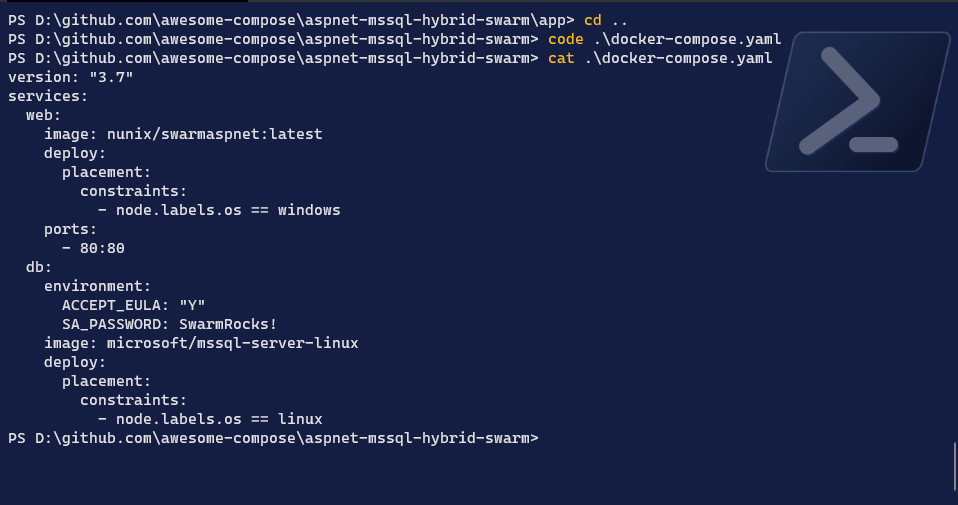 PS D:\github.com\awesome-compose\aspnet-mssql-hybrid-swarm\app> cd ..
PS D:\github.com\awesome-compose\aspnet-mssql-hybrid-swarm> code .\docker-compose.yaml
PS D:\github.com\awesome-compose\aspnet-mssql-hybrid-swarm> cat .\docker-compose.yaml
version: "3.7"
services:
  web:
    image: nunix/swarmaspnet:latest
    deploy:
      placement:
        constraints:
          - node.labels.os == windows
    ports:
      - 80:80
  db:
    environment:
      ACCEPT_EULA: "Y"
      SA_PASSWORD: SwarmRocks!
    image: microsoft/mssql-server-linux
    deploy:
      placement:
        constraints:
          - node.labels.os == linux
PS D:\github.com\awesome-compose\aspnet-mssql-hybrid-swarm>